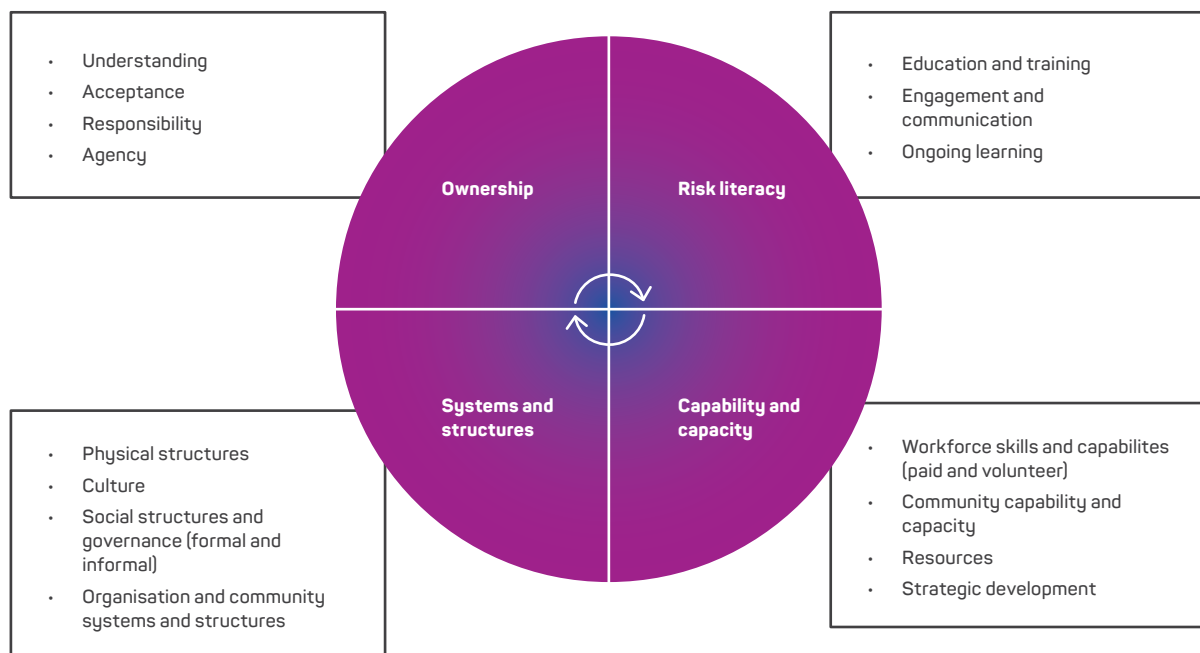 • Understanding
• Acceptance
• Responsibility
• Agency
• Education and training
• Engagement and
communication
• Ongoing learning
Ownership
Risk literacy
Systems and
structures
Capability and
capacity
• Physical structures
• Culture
• Social structures and
governance (formal and
informal)
• Organisation and community
systems and structures
• Workforce skills and capabilites
(paid and volunteer)
• Community capability and
capacity
• Resources
• Strategic development